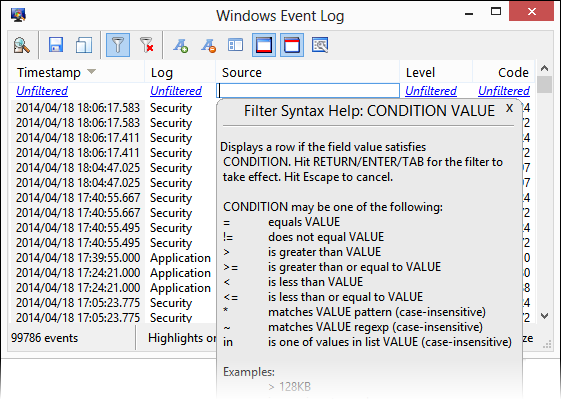 Windows Event Log
Timestamp Log Source Level Code
Unfiltered Unfiltered Unfiltered Unfiltered
2014/04/18 18:06:17.583 Security
2014/04/18 18:06:17.583 Security
2014/04/18 18:06:17.411 Security
2014/04/18 18:06:17.411 Security
2014/04/18 18:04:47.025 Security
2014/04/18 18:04:47.025 Security
2014/04/18 17:40:55.667 Security
2014/04/18 17:40:55.667 Security
2014/04/18 17:40:55.495 Security
2014/04/18 17:40:55.495 Security
2014/04/18 17:39:55.000 Application
2014/04/18 17:24:21.000 Application
2014/04/18 17:24:21.000 Application
2014/04/18 17:05:23.775 Security
2014/04/18 17:05:23.775 Security
99786 events
Filter Syntax Help: CONDITION VALUE X
Displays a row if the field value satisfies
CONDITION. Hit RETURN/ENTER/TAB for the filter to
take effect. Hit Escape to cancel.
CONDITION may be one of the following:
= equals VALUE
!= does not equal VALUE
> is greater than VALUE
>= is greater than or equal to VALUE
< is less than VALUE
<= is less than or equal to VALUE
* matches VALUE pattern (case-insensitive)
~ matches VALUE regexp (case-insensitive)
in is one of values in list VALUE (case-insensitive)
Examples:
> 128KB
Highlights